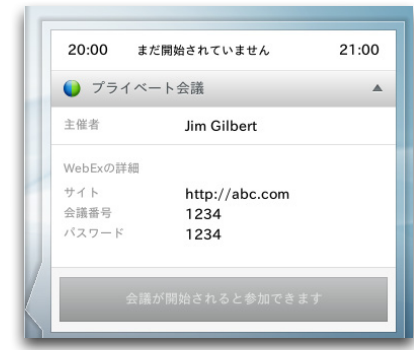 20:00 まだ開始されていません 21:00
プライベート会議
主催者 Jim Gilbert
WebExの詳細
サイト http://abc.com
会議番号 1234
パスワード 1234
会議が開始されると参加できます